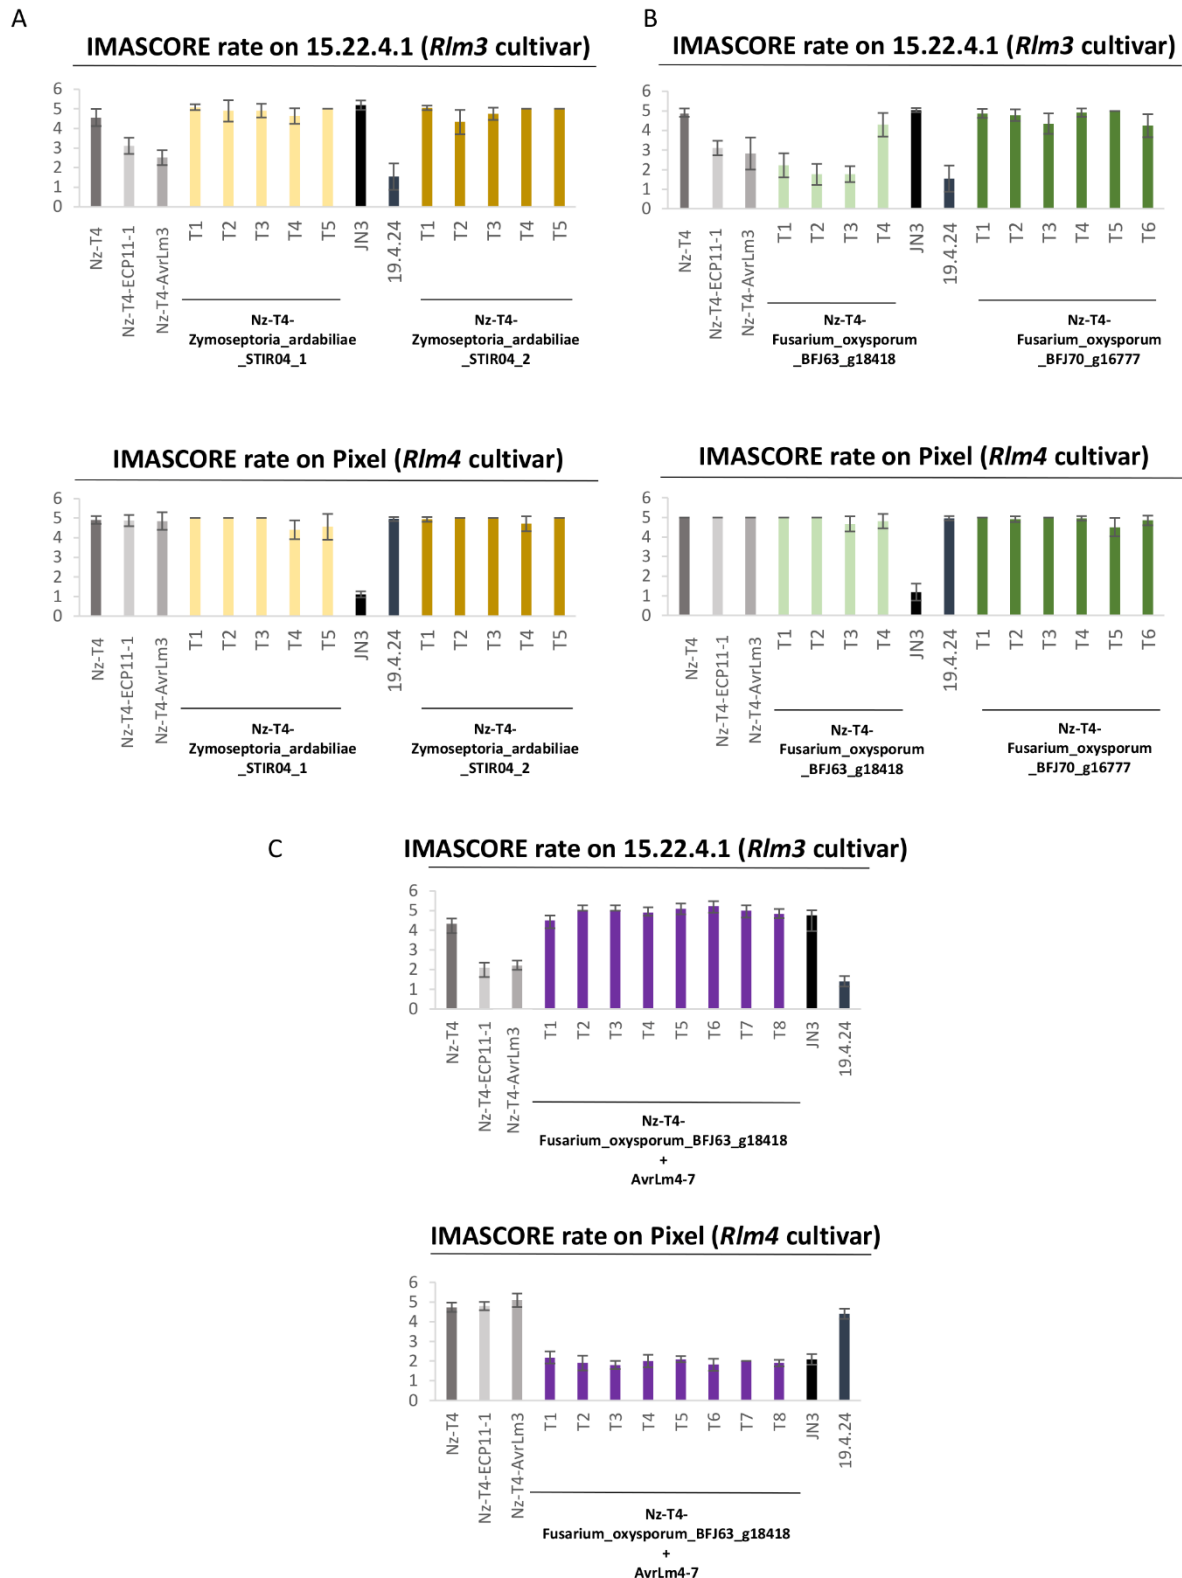 A
IMASCORE rate on 15.22.4.1 (Rlm3 cultivar)
6
5
4
3
2
1
0
Nz-T4
Nz-T4-ECP11-1
Nz-T4-AvrLm3
T1
T2
T3
T4
T5
JN3
19.4.24
T1
T2
T3
T4
T5
Nz-T4-
Zymoseptoria_ardabiliae
_STIR04_1
Nz-T4-
Zymoseptoria_ardabiliae
_STIR04_2
B
IMASCORE rate on 15.22.4.1 (Rlm3 cultivar)
6
5
4
3
2
1
0
Nz-T4
Nz-T4-ECP11-1
Nz-T4-AvrLm3
T1
T2
T3
T4
JN3
19.4.24
T1
T2
T3
T4
T5
T6
Nz-T4-
Fusarium_oxysporum
_BFJ63_g18418
Nz-T4-
Fusarium_oxysporum
_BFJ70_g16777
IMASCORE rate on Pixel (Rlm4 cultivar)
6
5
4
3
2
1
0
Nz-T4
Nz-T4-ECP11-1
Nz-T4-AvrLm3
T1
T2
T3
T4
T5
JN3
19.4.24
T1
T2
T3
T4
T5
Nz-T4-
Zymoseptoria_ardabiliae
_STIR04_1
Nz-T4-
Zymoseptoria_ardabiliae
_STIR04_2
IMASCORE rate on Pixel (Rlm4 cultivar)
6
5
4
3
2
1
0
Nz-T4
Nz-T4-ECP11-1
Nz-T4-AvrLm3
T1
T2
T3
T4
JN3
19.4.24
T1
T2
T3
T4
T5
T6
Nz-T4-
Fusarium_oxysporum
_BFJ63_g18418
Nz-T4-
Fusarium_oxysporum
_BFJ70_g16777
C
IMASCORE rate on 15.22.4.1 (Rlm3 cultivar)
6
5
4
3
2
1
0
Nz-T4
Nz-T4-ECP11-1
Nz-T4-AvrLm3
T1
T2
T3
T4
T5
T6
T7
T8
JN3
19.4.24
Nz-T4-
Fusarium_oxysporum_BFJ63_g18418
+
AvrLm4-7
IMASCORE rate on Pixel (Rlm4 cultivar)
6
5
4
3
2
1
0
Nz-T4
Nz-T4-ECP11-1
Nz-T4-AvrLm3
T1
T2
T3
T4
T5
T6
T7
T8
JN3
19.4.24
Nz-T4-
Fusarium_oxysporum_BFJ63_g18418
+
AvrLm4-7